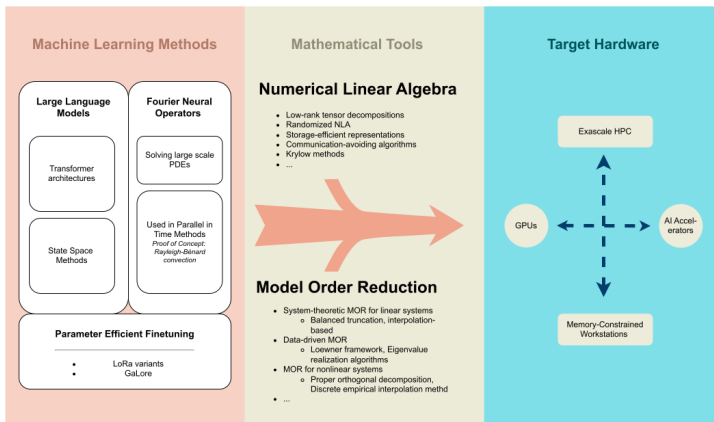 Machine Learning Methods
Mathematical Tools
Target Hardware
Large Language
Models
Transformer
architectures
State Space
Methods
Fourier Neural
Operators
Solving large scale
PDEs
Used in Parallel in
Time Methods
Proof of Concept:
Rayleigh-Bénard
convection
Parameter Efficient Finetuning
• LoRa variants
• GaLore
Numerical Linear Algebra
• Low-rank tensor decompositions
• Randomized NLA
• Storage-efficient representations
• Communication-avoiding algorithms
• Krylow methods
• ...
Model Order Reduction
• System-theoretic MOR for linear systems
o Balanced truncation, interpolation-
based
• Data-driven MOR
o Loewner framework, Eigenvalue
realization algorithms
• MOR for nonlinear systems
o Proper orthogonal decomposition,
Discrete empirical interpolation methd
• ...
Exascale HPC
GPUs
AI Accel-
erators
Memory-Constrained
Workstations